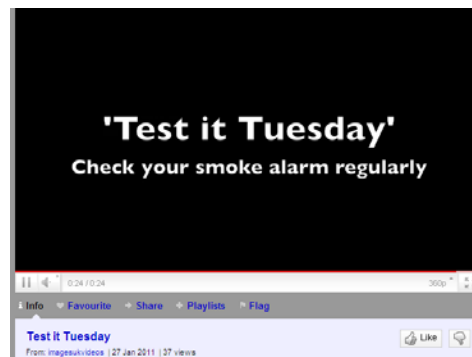 'Test it Tuesday'
Check your smoke alarm regularly
0:24 / 0:24
360p
Info Favourite Share Playlists Flag
Test it Tuesday
Like
From: imagesukvideos | 27 Jan 2011 | 37 views